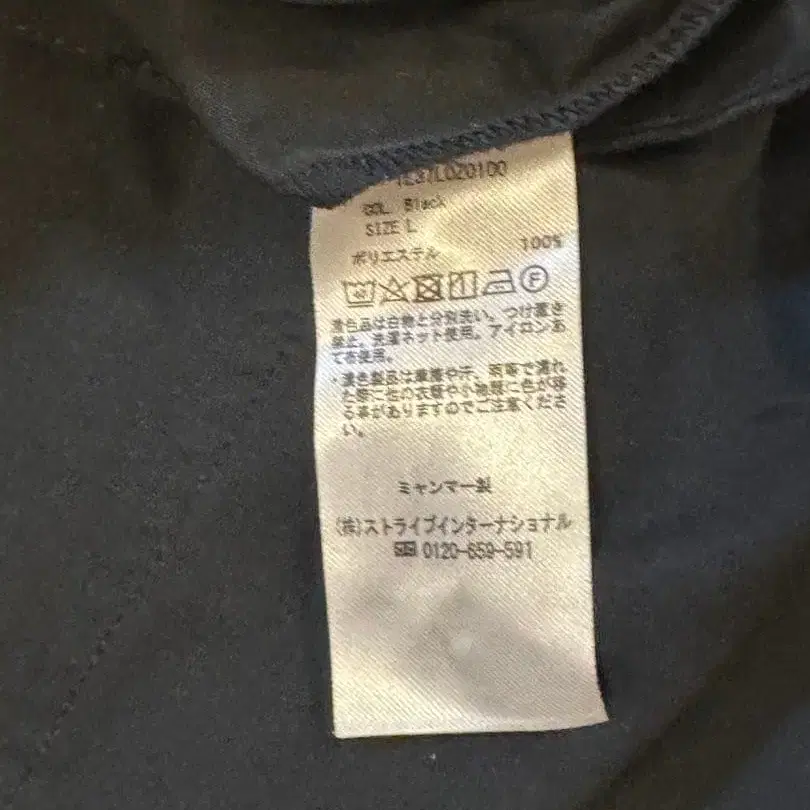 1E37L020100
COL. Black
SIZE L
ポリエステル 100%
F
濃色品は白物と分別洗い。つけ置き
禁止。洗濯ネット使用。アイロンあ
て布使用。
・濃色製品は摩擦や汗、雨等で濡れ
た際に他の衣類や小物類に色が移
る事がありますのでご注意くださ
い。
ミャンマー製
(株)ストライプインターナショナル
0120-659-591